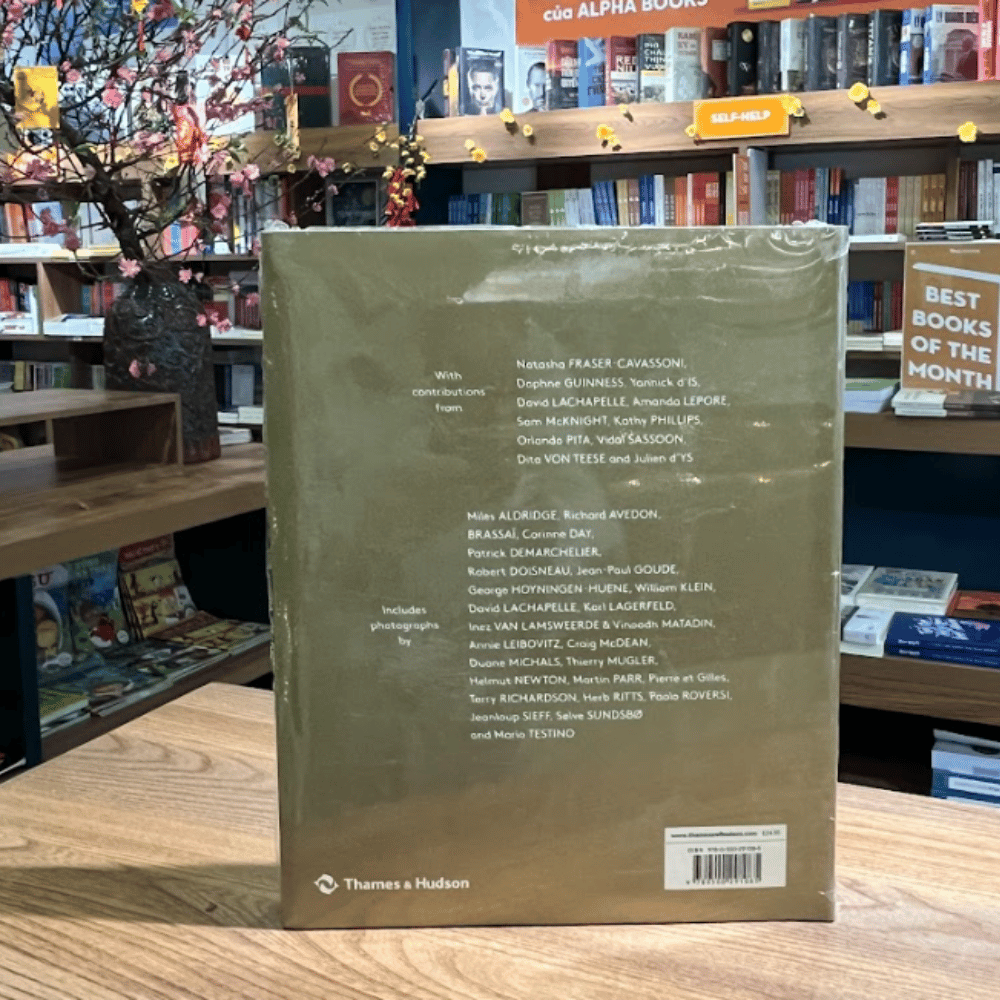 của ALPHA BOOKS
SELF-HELP
BEST
BOOKS
OF THE
MONTH
With
contributions
from
Natasha FRASER-CAVASSONI,
Daphne GUINNESS, Yannick d'IS,
David LACHAPELLE, Amanda LEPORE,
Sam McKNIGHT, Kathy PHILLIPS,
Orlando PITA, Vidal SASSOON,
Dita VON TEESE and Julien d'YS
Includes
photographs
by
Miles ALDRIDGE, Richard AVEDON,
BRASSAÏ, Corinne DAY,
Patrick DEMARCHELIER,
Robert DOISNEAU, Jean-Paul GOUDE,
George HOYNINGEN-HUENE, William KLEIN,
David LACHAPELLE, Karl LAGERFELD,
Inez VAN LAMSWEERDE & Vinoodh MATADIN,
Annie LEIBOVITZ, Craig McDEAN,
Duane MICHALS, Thierry MUGLER,
Helmut NEWTON, Martin PARR, Pierre et Gilles,
Terry RICHARDSON, Herb RITTS, Paolo ROVERSI,
Jeanloup SIEFF, Sølve SUNDSBØ
and Mario TESTINO
www.thamesandhudson.com
Thames & Hudson